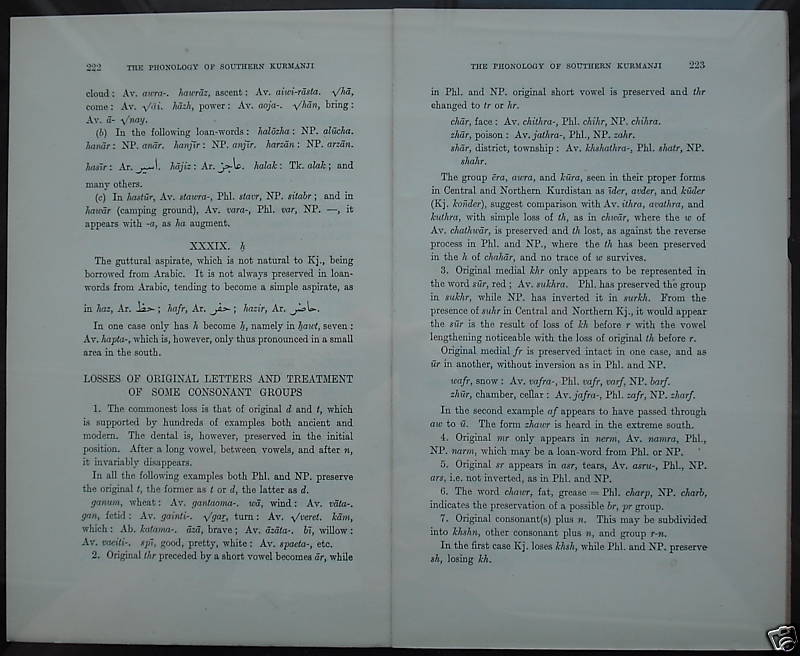 222 THE PHONOLOGY OF SOUTHERN KURMANJI
cloud : Av. awra-. hawrāz, ascent : Av. aiwi-rāsta. √hā,
come : Av. √āi. hāzh, power : Av. aoja-. √hān, bring :
Av. ā- √nay.
(b) In the following loan-words : halōzha : NP. alūcha.
hanār : NP. anār. hanjīr : NP. anjīr. harzān : NP. arzān.
hasīr : Ar. اسير. hājiz : Ar. عاجز. halak : Tk. alak ; and
many others.
(c) In hastūr, Av. stawra-, Phl. stavr, NP. sitabr ; and in
hawār (camping ground), Av. vara-, Phl. var, NP. —, it
appears with -a, as ha augment.
XXXIX. ḥ
The guttural aspirate, which is not natural to Kj., being
borrowed from Arabic. It is not always preserved in loan-
words from Arabic, tending to become a simple aspirate, as
in haz, Ar. حظ ; hafr, Ar. حفر ; hazir, Ar. حاضر.
In one case only has h become ḥ, namely in ḥawt, seven :
Av. hapta-, which is, however, only thus pronounced in a small
area in the south.
LOSSES OF ORIGINAL LETTERS AND TREATMENT
OF SOME CONSONANT GROUPS
1. The commonest loss is that of original d and t, which
is supported by hundreds of examples both ancient and
modern. The dental is, however, preserved in the initial
position. After a long vowel, between vowels, and after n,
it invariably disappears.
In all the following examples both Phl. and NP. preserve
the original t, the former as t or d, the latter as d.
ganum, wheat : Av. gantaoma-. wā, wind : Av. vāta-.
gan, fetid : Av. gainti-. √gar, turn : Av. √veret. kām,
which : Ab. katama-. āzā, brave ; Av. āzāta-. bī, willow :
Av. vaeiti-. spī, good, pretty, white : Av. spaeta-, etc.
2. Original thr preceded by a short vowel becomes ār, while
THE PHONOLOGY OF SOUTHERN KURMANJI 223
in Phl. and NP. original short vowel is preserved and thr
changed to tr or hr.
chār, face : Av. chithra-, Phl. chihr, NP. chihra.
zhār, poison : Av. jathra-, Phl., NP. zahr.
shār, district, township : Av. khshathra-, Phl. shatr, NP.
shahr.
The group ēra, awra, and kūra, seen in their proper forms
in Central and Northern Kurdistan as īder, avder, and kūder
(Kj. koñder), suggest comparison with Av. ithra, avathra, and
kuthra, with simple loss of th, as in chwār, where the w of
Av. chathwār, is preserved and th lost, as against the reverse
process in Phl. and NP., where the th has been preserved
in the h of chahār, and no trace of w survives.
3. Original medial khr only appears to be represented in
the word sūr, red ; Av. sukhra. Phl. has preserved the group
in sukhr, while NP. has inverted it in surkh. From the
presence of suhr in Central and Northern Kj., it would appear
the sūr is the result of loss of kh before r with the vowel
lengthening noticeable with the loss of original th before r.
Original medial fr is preserved intact in one case, and as
ūr in another, without inversion as in Phl. and NP.
wafr, snow : Av. vafra-, Phl. vafr, varf, NP. barf.
zhūr, chamber, cellar : Av. jafra-, Phl. zafr, NP. zharf.
In the second example af appears to have passed through
aw to ū. The form zhawr is heard in the extreme south.
4. Original mr only appears in nerm, Av. namra, Phl.,
NP. narm, which may be a loan-word from Phl. or NP.
5. Original sr appears in asr, tears, Av. asru-, Phl., NP.
ars, i.e. not inverted, as in Phl. and NP.
6. The word chawr, fat, grease = Phl. charp, NP. charb,
indicates the preservation of a possible br, pr group.
7. Original consonant(s) plus n. This may be subdivided
into khshn, other consonant plus n, and group r-n.
In the first case Kj. loses khsh, while Phl. and NP. preserve
sh, losing kh.